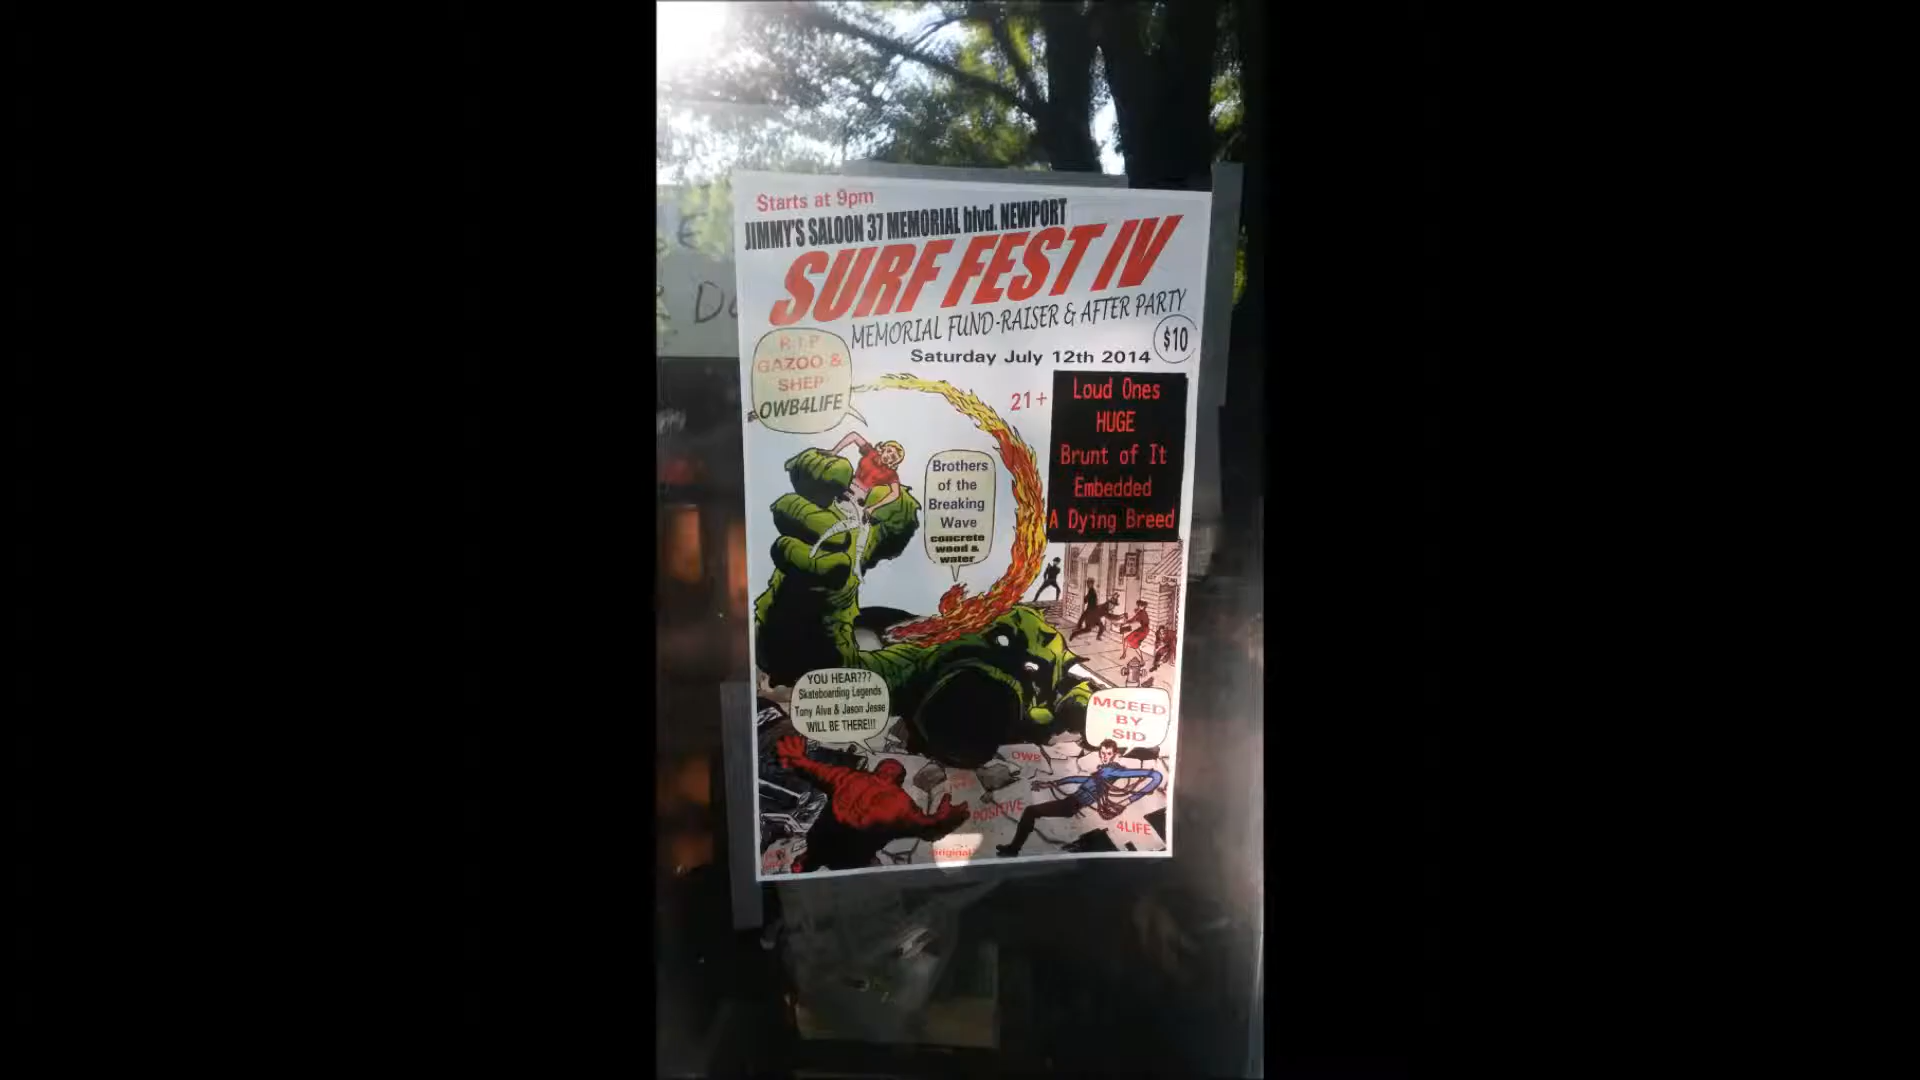 Starts at 9pm
JIMMY'S SALOON 37 MEMORIAL blvd. NEWPORT
SURF FEST IV
MEMORIAL FUND-RAISER & AFTER PARTY
$10
Saturday July 12th 2014
R.I.P
GAZOO &
SHEP
OWB4LIFE
21+
Loud Ones
HUGE
Brunt of It
Embedded
A Dying Breed
Brothers
of the
Breaking
Wave
concrete
wood &
water
YOU HEAR???
Skateboarding Legends
Tony Alva & Jason Jesse
WILL BE THERE!!!
MCEED
BY
SID
OWB
POSITIVE
4LIFE
original